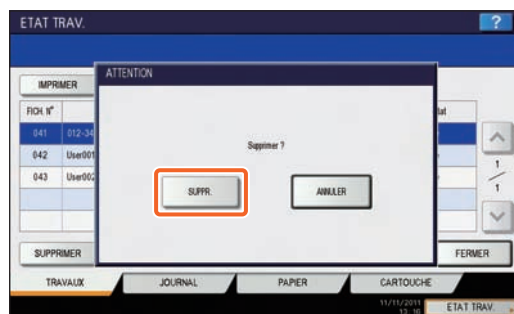 ETAT TRAV. ?
ATTENTION
IMPRIMER
FICH. N°
041 012-34
042 User001
043 User002
Supprimer ?
SUPPR. ANNULER
1
1
SUPPRIMER FERMER
TRAVAUX JOURNAL PAPIER CARTOUCHE
11/11/2011
ETAT TRAV.